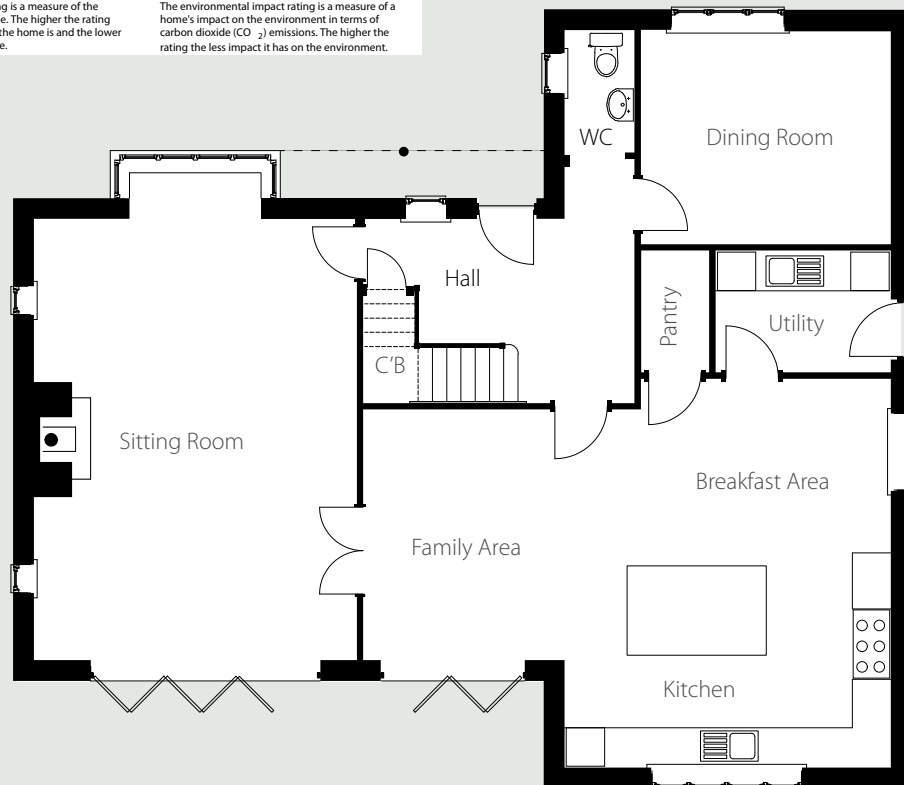 ng is a measure of the
e. The higher the rating
the home is and the lower
e.
The environmental impact rating is a measure of a
home's impact on the environment in terms of
carbon dioxide (CO 2) emissions. The higher the
rating the less impact it has on the environment.
WC
Dining Room
Hall
Pantry
Utility
C'B
Sitting Room
Breakfast Area
Family Area
Kitchen